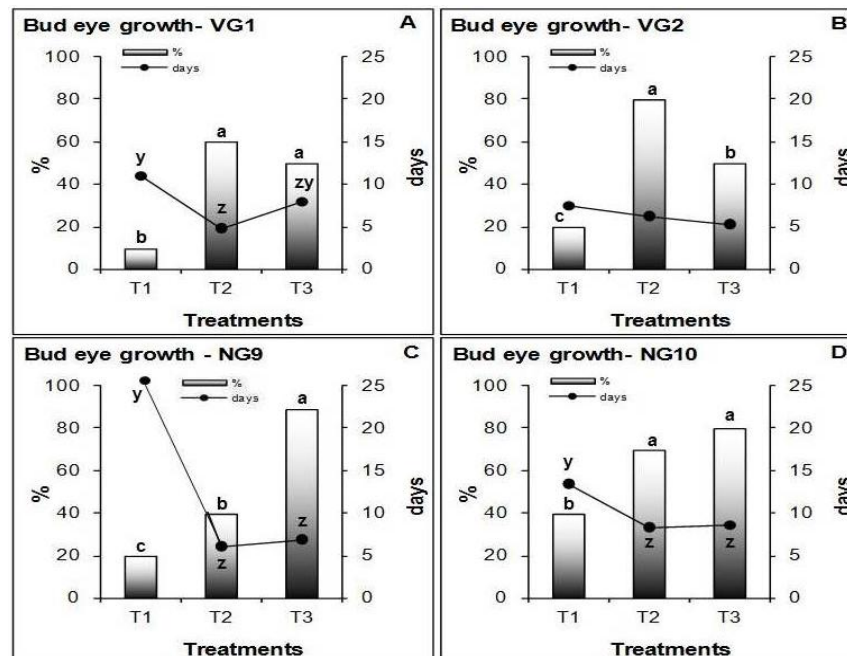 Bud eye growth- VG1 A
%
days
100 25
80 20
60 15
40 10
20 5
0 0
% days
y a a
z zy
b
T1 T2 T3
Treatments
Bud eye growth- VG2 B
%
days
100 25
80 20
60 15
40 10
20 5
0 0
% days
a
b
c
T1 T2 T3
Treatments
Bud eye growth - NG9 C
%
days
100 25
80 20
60 15
40 10
20 5
0 0
% days
y a
b z
c z
T1 T2 T3
Treatments
Bud eye growth- NG10 D
%
days
100 25
80 20
60 15
40 10
20 5
0 0
% days
y a a
b
z z
T1 T2 T3
Treatments